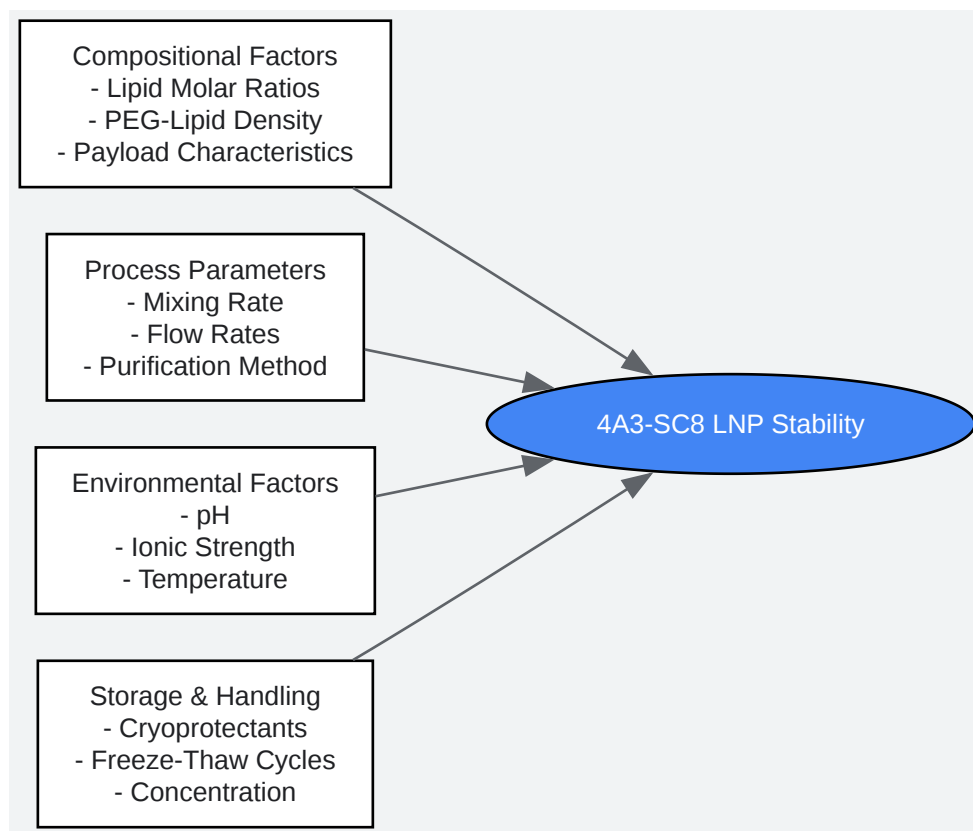 Compositional Factors
- Lipid Molar Ratios
- PEG-Lipid Density
- Payload Characteristics
Process Parameters
- Mixing Rate
- Flow Rates
- Purification Method
4A3-SC8 LNP Stability
Environmental Factors
- pH
- Ionic Strength
- Temperature
Storage & Handling
- Cryoprotectants
- Freeze-Thaw Cycles
- Concentration